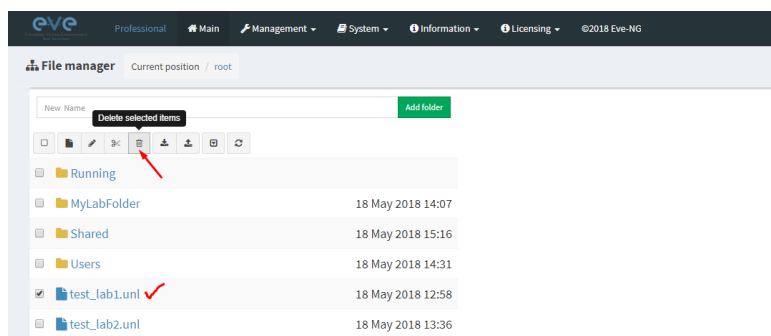 eve
Professional Main Management System Information Licensing ©2018 Eve-NG
File manager Current position / root
New Name Add folder
Delete selected items
Running
MyLabFolder 18 May 2018 14:07
Shared 18 May 2018 15:16
Users 18 May 2018 14:31
test_lab1.unl 18 May 2018 12:58
test_lab2.unl 18 May 2018 13:36